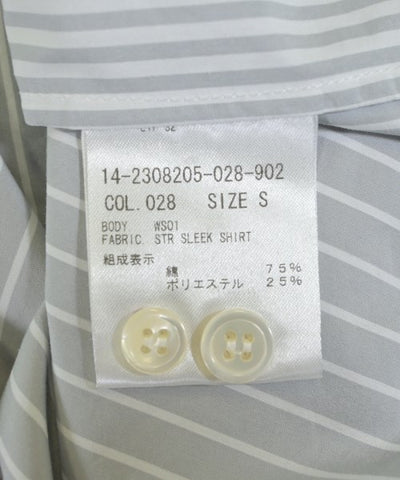 14-2308205-028-902
COL.028 SIZE S
BODY WS01
FABRIC STR SLEEK SHIRT
組成表示
綿 75%
ポリエステル 25%